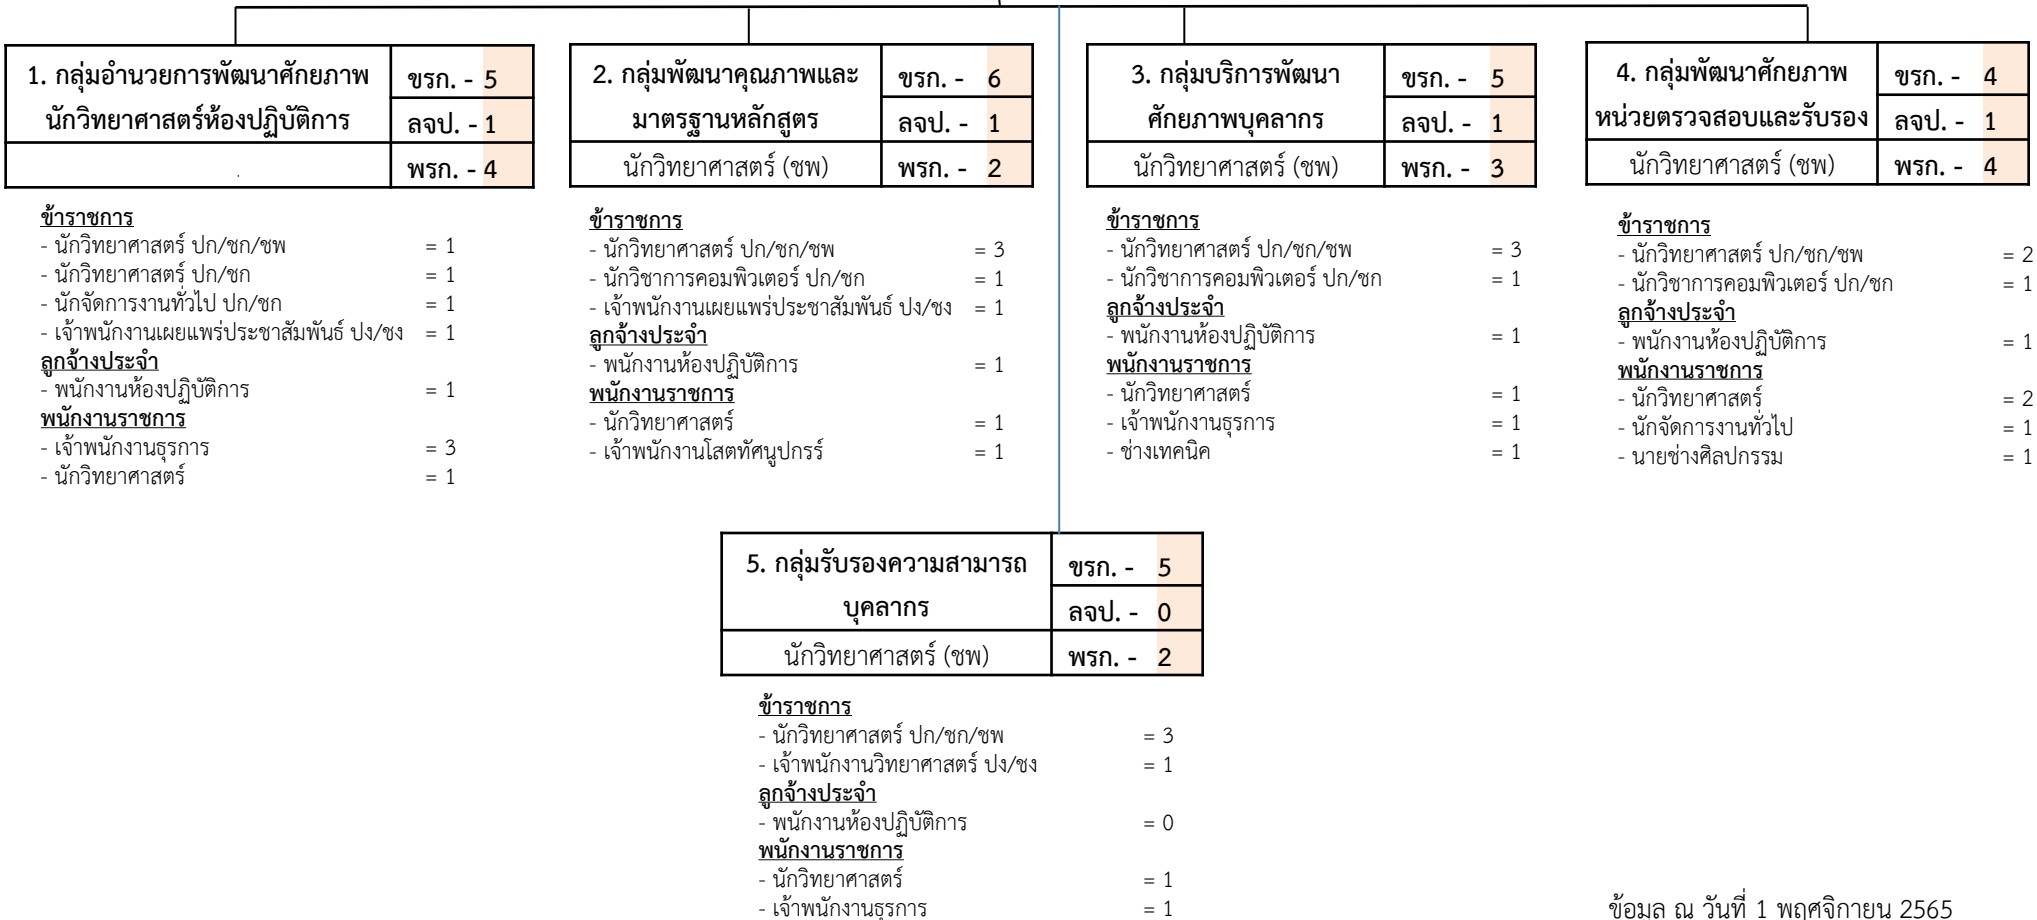 1. กลุ่มอำนวยการพัฒนาศักยภาพ
นักวิทยาศาสตร์ห้องปฏิบัติการ
.
ขรก. - 5
ลจป. - 1
พรก. - 4
ข้าราชการ
- นักวิทยาศาสตร์ ปก/ชก/ชพ = 1
- นักวิทยาศาสตร์ ปก/ชก = 1
- นักจัดการงานทั่วไป ปก/ชก = 1
- เจ้าพนักงานเผยแพร่ประชาสัมพันธ์ ปง/ชง = 1
ลูกจ้างประจำ
- พนักงานห้องปฏิบัติการ = 1
พนักงานราชการ
- เจ้าพนักงานธุรการ = 3
- นักวิทยาศาสตร์ = 1
2. กลุ่มพัฒนาคุณภาพและ
มาตรฐานหลักสูตร
นักวิทยาศาสตร์ (ชพ)
ขรก. - 6
ลจป. - 1
พรก. - 2
ข้าราชการ
- นักวิทยาศาสตร์ ปก/ชก/ชพ = 3
- นักวิชาการคอมพิวเตอร์ ปก/ชก = 1
- เจ้าพนักงานเผยแพร่ประชาสัมพันธ์ ปง/ชง = 1
ลูกจ้างประจำ
- พนักงานห้องปฏิบัติการ = 1
พนักงานราชการ
- นักวิทยาศาสตร์ = 1
- เจ้าพนักงานโสตทัศนูปกรร์ = 1
3. กลุ่มบริการพัฒนา
ศักยภาพบุคลากร
นักวิทยาศาสตร์ (ชพ)
ขรก. - 5
ลจป. - 1
พรก. - 3
ข้าราชการ
- นักวิทยาศาสตร์ ปก/ชก/ชพ = 3
- นักวิชาการคอมพิวเตอร์ ปก/ชก = 1
ลูกจ้างประจำ
- พนักงานห้องปฏิบัติการ = 1
พนักงานราชการ
- นักวิทยาศาสตร์ = 1
- เจ้าพนักงานธุรการ = 1
- ช่างเทคนิค = 1
4. กลุ่มพัฒนาศักยภาพ
หน่วยตรวจสอบและรับรอง
นักวิทยาศาสตร์ (ชพ)
ขรก. - 4
ลจป. - 1
พรก. - 4
ข้าราชการ
- นักวิทยาศาสตร์ ปก/ชก/ชพ = 2
- นักวิชาการคอมพิวเตอร์ ปก/ชก = 1
ลูกจ้างประจำ
- พนักงานห้องปฏิบัติการ = 1
พนักงานราชการ
- นักวิทยาศาสตร์ = 2
- นักจัดการงานทั่วไป = 1
- นายช่างศิลปกรรม = 1
5. กลุ่มรับรองความสามารถ
บุคลากร
นักวิทยาศาสตร์ (ชพ)
ขรก. - 5
ลจป. - 0
พรก. - 2
ข้าราชการ
- นักวิทยาศาสตร์ ปก/ชก/ชพ = 3
- เจ้าพนักงานวิทยาศาสตร์ ปง/ชง = 1
ลูกจ้างประจำ
- พนักงานห้องปฏิบัติการ = 0
พนักงานราชการ
- นักวิทยาศาสตร์ = 1
- เจ้าพนักงานธุรการ = 1
ข้อมูล ณ วันที่ 1 พฤศจิกายน 2565